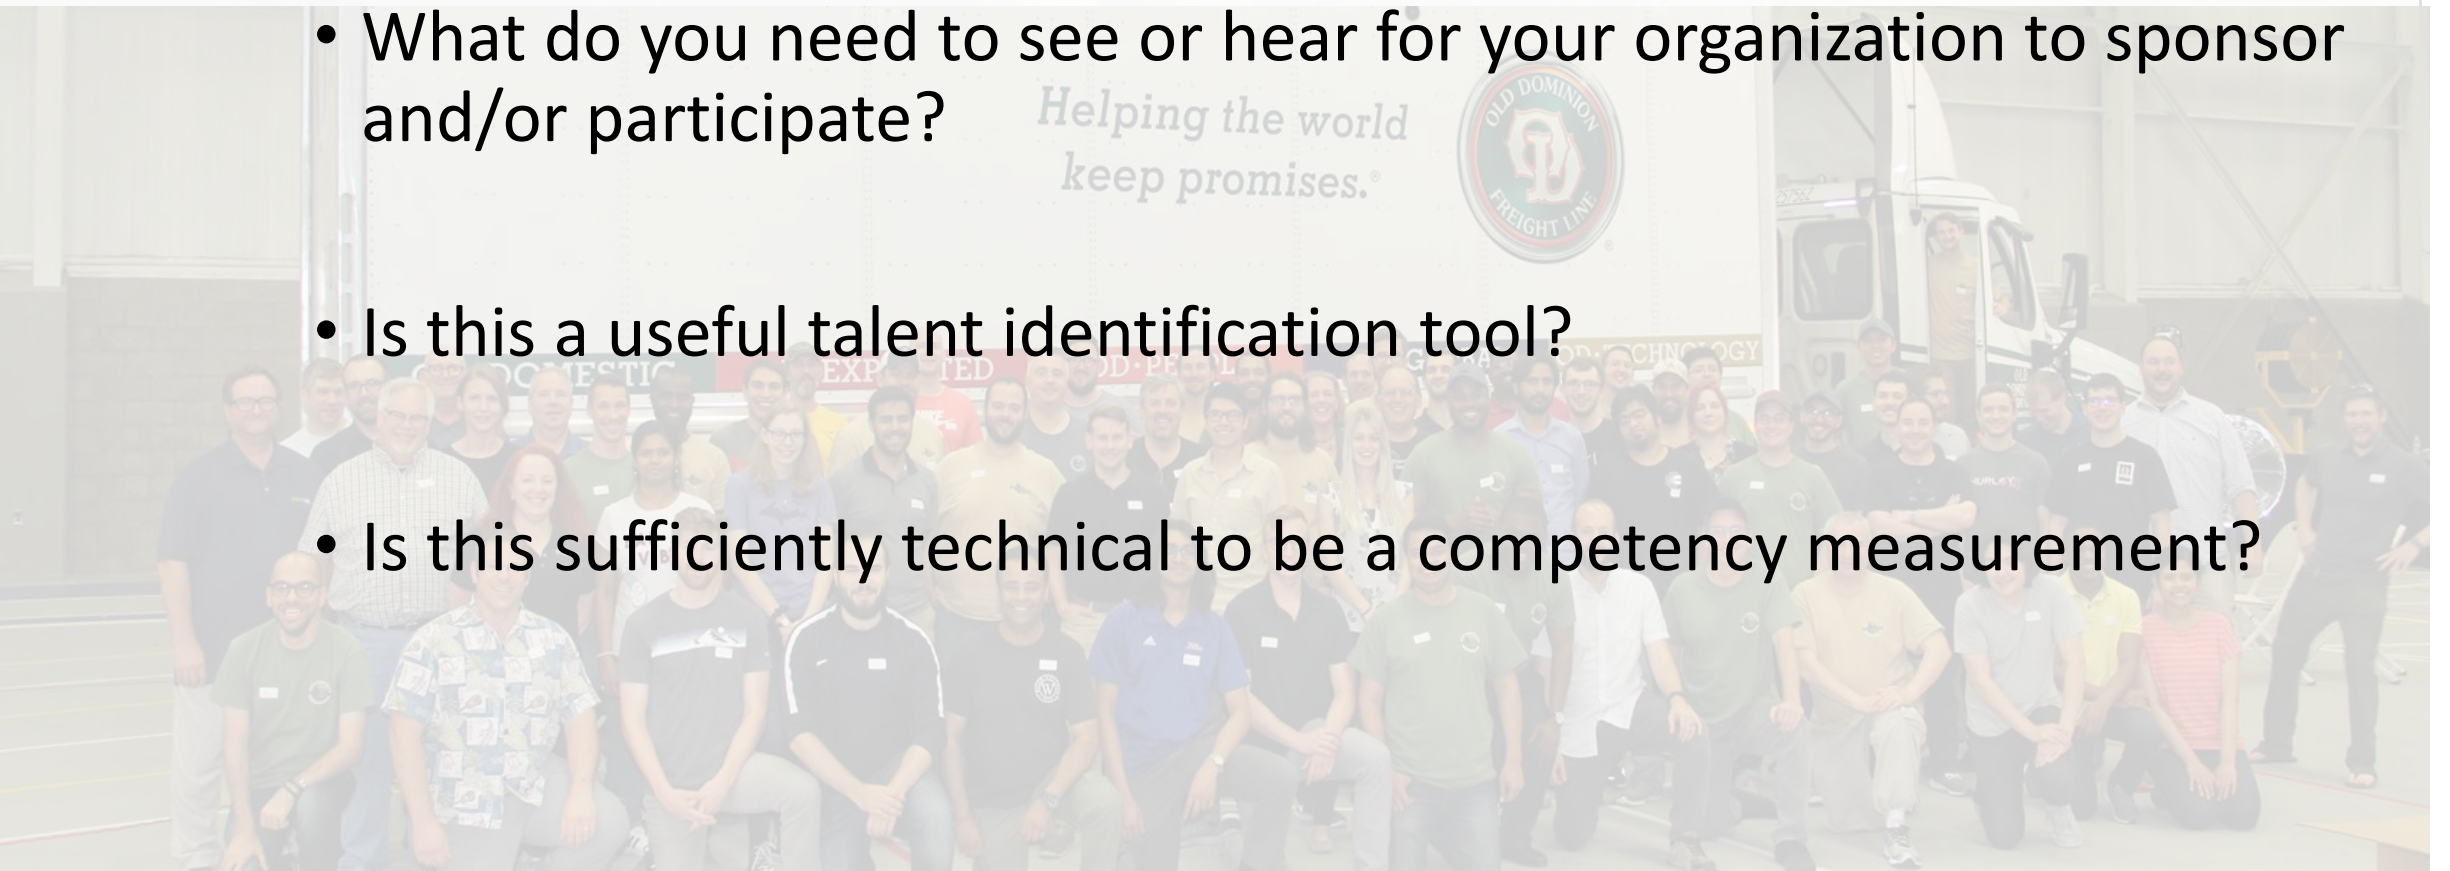 • What do you need to see or hear for your organization to sponsor
and/or participate?
Helping the world
keep promises.®
OLD DOMINION
FREIGHT LINE
®
• Is this a useful talent identification tool?
DOMESTIC
• Is this sufficiently technical to be a competency measurement?
HURLEY